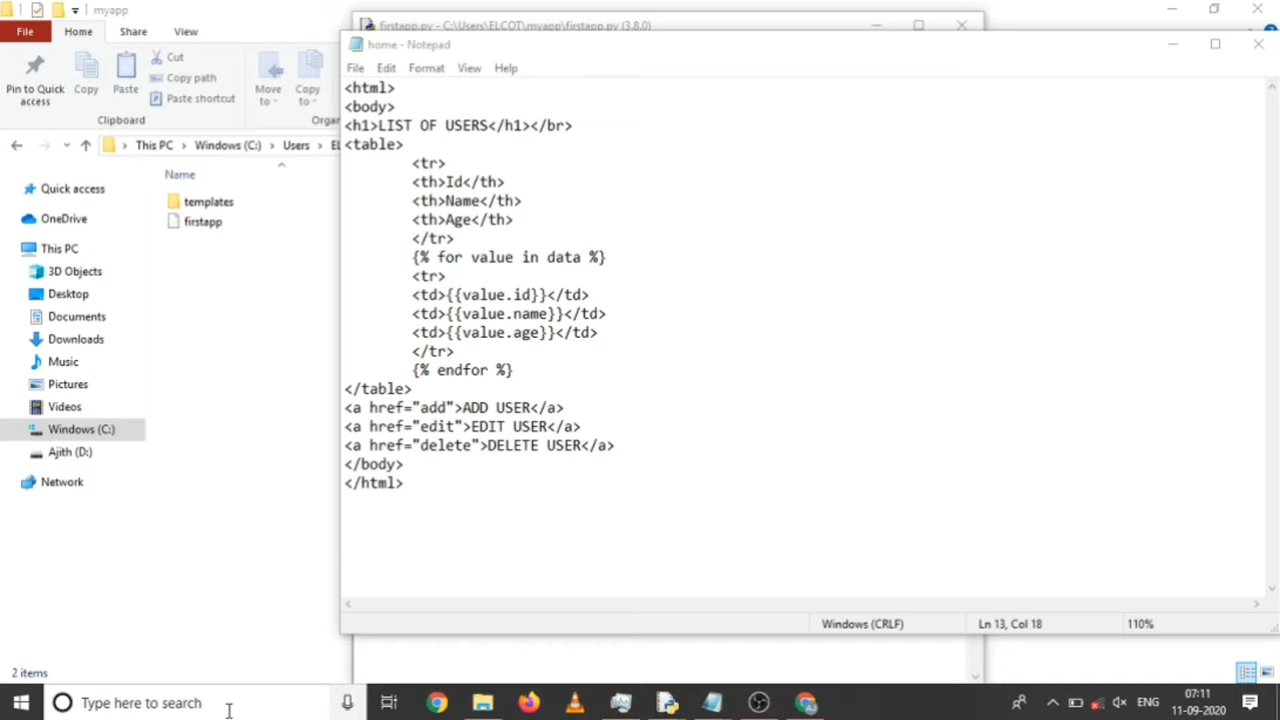 myapp
File
Home
Share
View
Pin to Quick access
Copy
Paste
Cut
Copy path
Paste shortcut
Move to
Copy to
Clipboard
Organ
This PC
Windows (C:)
Users
EL
Name
templates
firstapp
Quick access
OneDrive
This PC
3D Objects
Desktop
Documents
Downloads
Music
Pictures
Videos
Windows (C:)
Ajith (D:)
Network
2 items
firstapp.py - C:\Users\ELCOT\myapp\firstapp.py (3.8.0)
home - Notepad
File Edit Format View Help
<html>
<body>
<h1>LIST OF USERS</h1></br>
<table>
<tr>
<th>Id</th>
<th>Name</th>
<th>Age</th>
</tr>
{% for value in data %}
<tr>
<td>{{value.id}}</td>
<td>{{value.name}}</td>
<td>{{value.age}}</td>
</tr>
{% endfor %}
</table>
<a href="add">ADD USER</a>
<a href="edit">EDIT USER</a>
<a href="delete">DELETE USER</a>
</body>
</html>
Windows (CRLF)
Ln 13, Col 18
110%
Type here to search
ENG
07:11
11-09-2020